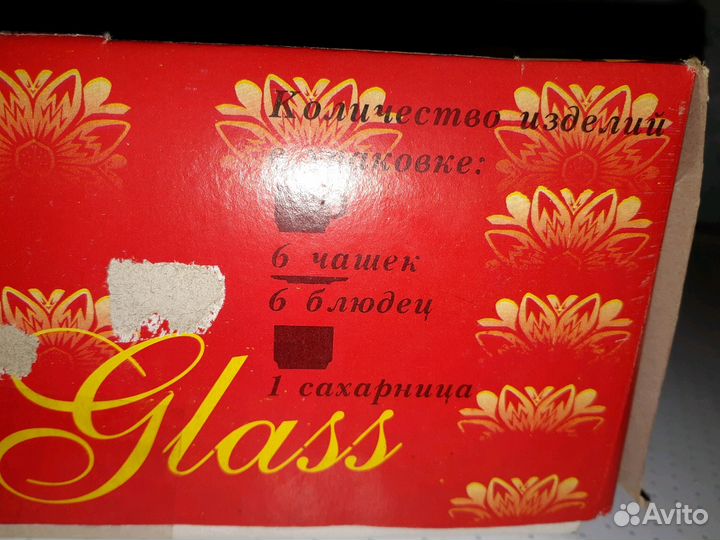 Количество изделий
в упаковке:
6 чашек
6 блюдец
1 сахарница
Glass
Avito